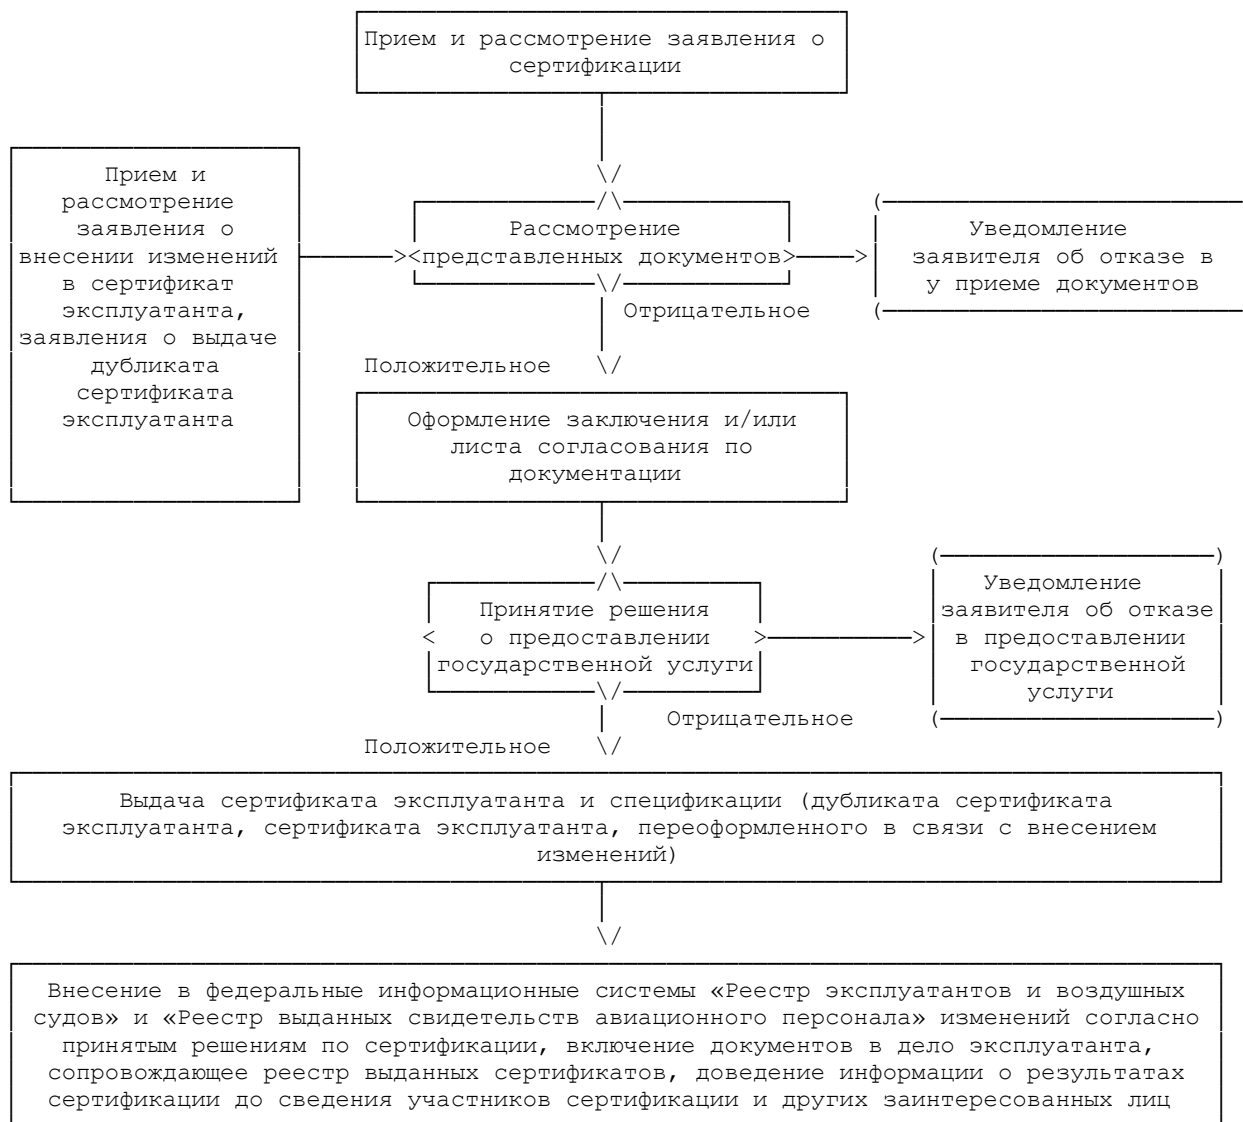 Прием и рассмотрение заявления о
сертификации
Прием и
рассмотрение
заявления о
внесении изменений
в сертификат
эксплуатанта,
заявления о выдаче
дубликата
сертификата
эксплуатанта
Рассмотрение
представленных документов
Уведомление
заявителя об отказе в
у приеме документов
Отрицательное
Положительное
Оформление заключения и/или
листа согласования по
документации
Принятие решения
о предоставлении
государственной услуги
Уведомление
заявителя об отказе
в предоставлении
государственной
услуги
Отрицательное
Положительное
Выдача сертификата эксплуатанта и спецификации (дубликата сертификата
эксплуатанта, сертификата эксплуатанта, переоформленного в связи с внесением
изменений)
Внесение в федеральные информационные системы «Реестр эксплуатантов и воздушных
судов» и «Реестр выданных свидетельств авиационного персонала» изменений согласно
принятым решениям по сертификации, включение документов в дело эксплуатанта,
сопровождающее реестр выданных сертификатов, доведение информации о результатах
сертификации до сведения участников сертификации и других заинтересованных лиц